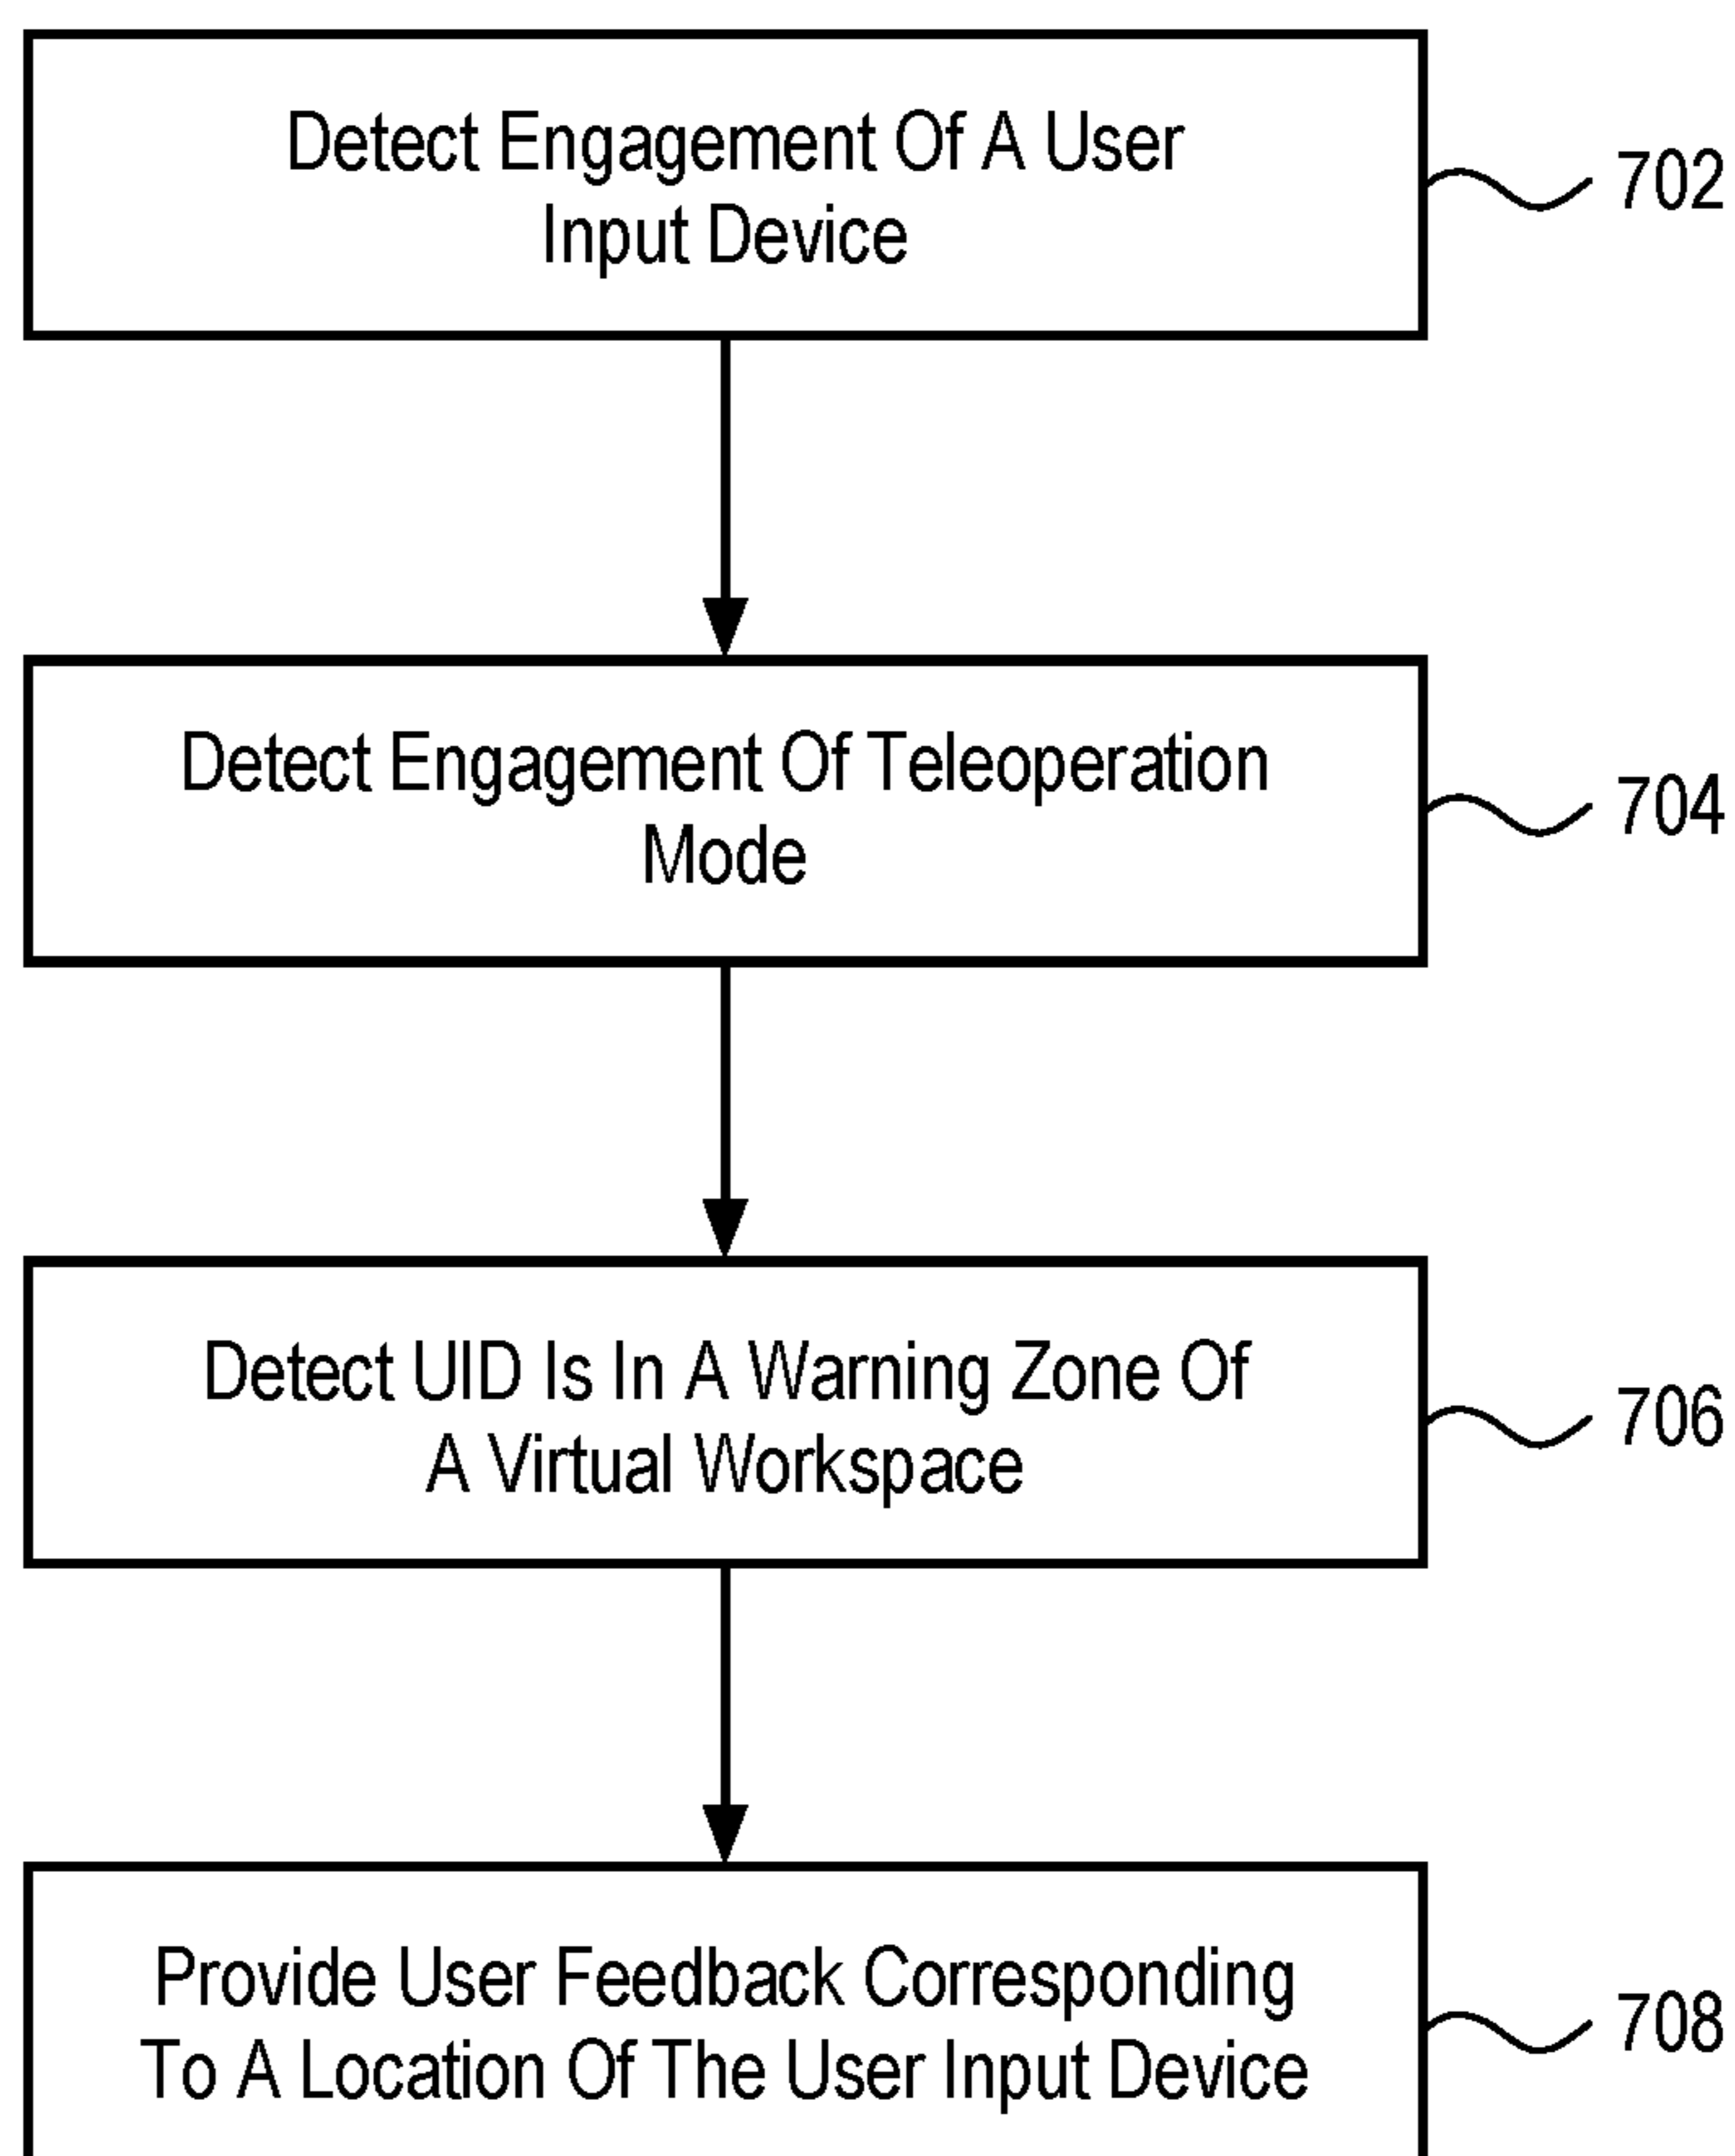 Detect Engagement Of A User
Input Device
702
Detect Engagement Of Teleoperation
Mode
704
Detect UID Is In A Warning Zone Of
A Virtual Workspace
706
Provide User Feedback Corresponding
To A Location Of The User Input Device
708